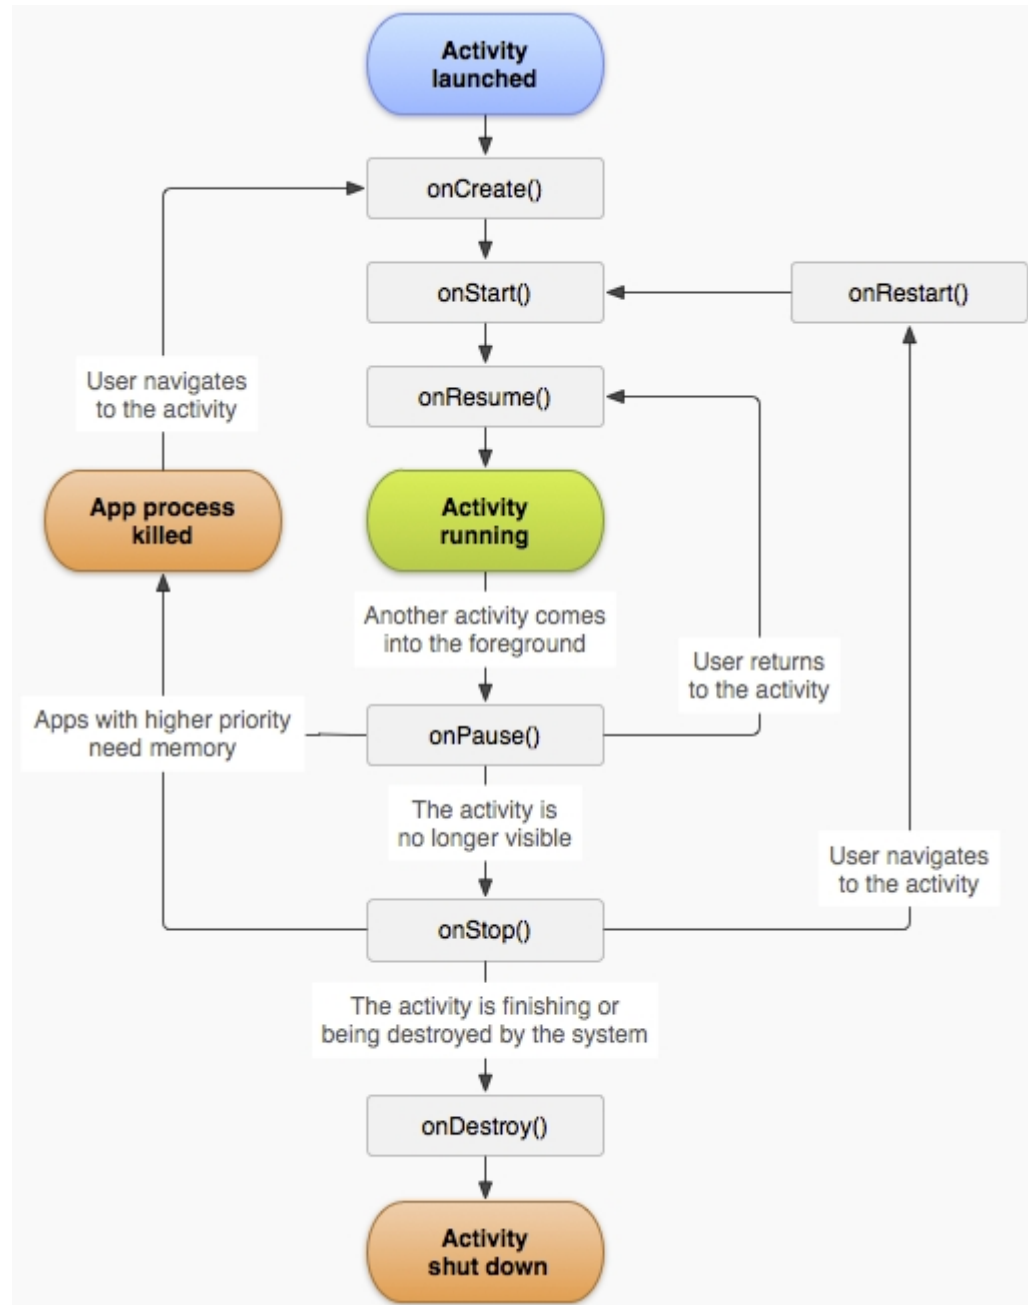 Activity
launched
onCreate()
onStart()
onRestart()
User navigates
to the activity
onResume()
App process
killed
Activity
running
Another activity comes
into the foreground
User returns
to the activity
Apps with higher priority
need memory
onPause()
The activity is
no longer visible
User navigates
to the activity
onStop()
The activity is finishing or
being destroyed by the system
onDestroy()
Activity
shut down